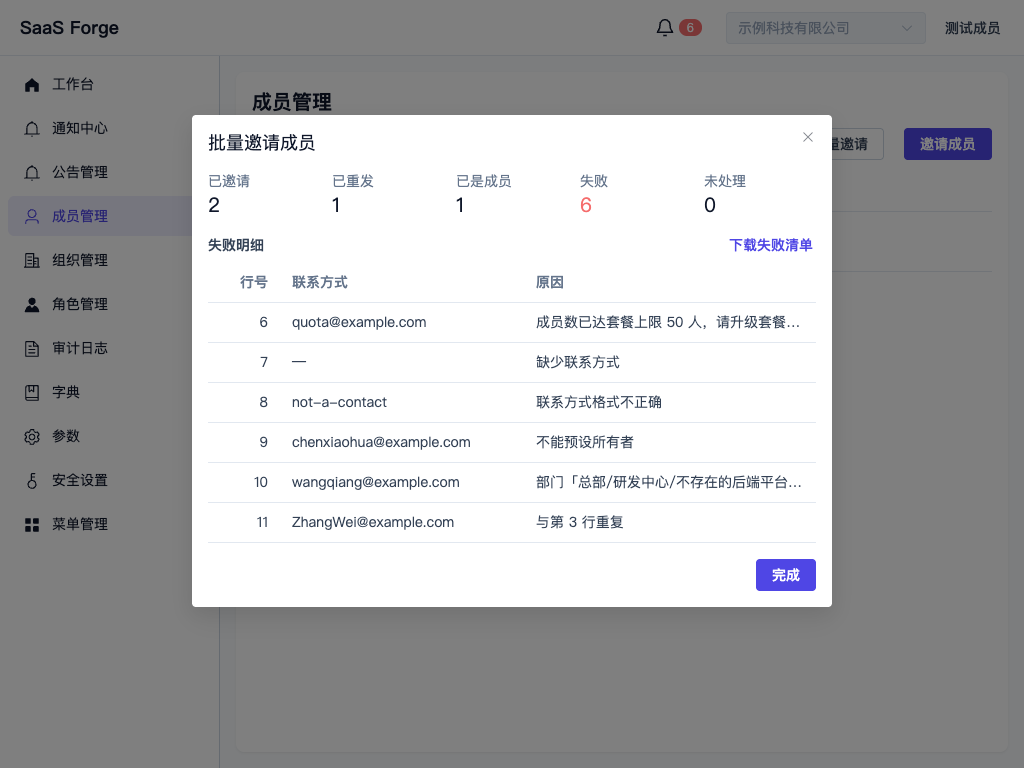 SaaS Forge
6
示例科技有限公司
测试成员
工作台
通知中心
公告管理
成员管理
组织管理
角色管理
审计日志
字典
参数
安全设置
菜单管理
成员管理
量邀请
邀请成员
批量邀请成员
已邀请 已重发 已是成员 失败 未处理
2 1 1 6 0
失败明细 下载失败清单
行号 联系方式 原因
6 quota@example.com 成员数已达套餐上限 50 人，请升级套餐…
7 — 缺少联系方式
8 not-a-contact 联系方式格式不正确
9 chenxiaohua@example.com 不能预设所有者
10 wangqiang@example.com 部门「总部/研发中心/不存在的后端平台…
11 ZhangWei@example.com 与第 3 行重复
完成